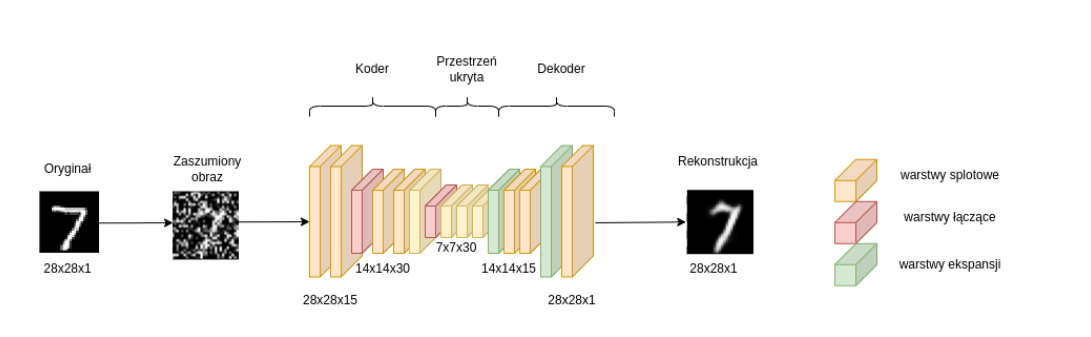 Oryginał
28x28x1
Zaszumiony
obraz
Koder
Przestrzeń
ukryta
Dekoder
28x28x15
14x14x30
7x7x30
14x14x15
28x28x1
Rekonstrukcja
28x28x1
warstwy splotowe
warstwy łączące
warstwy ekspansji